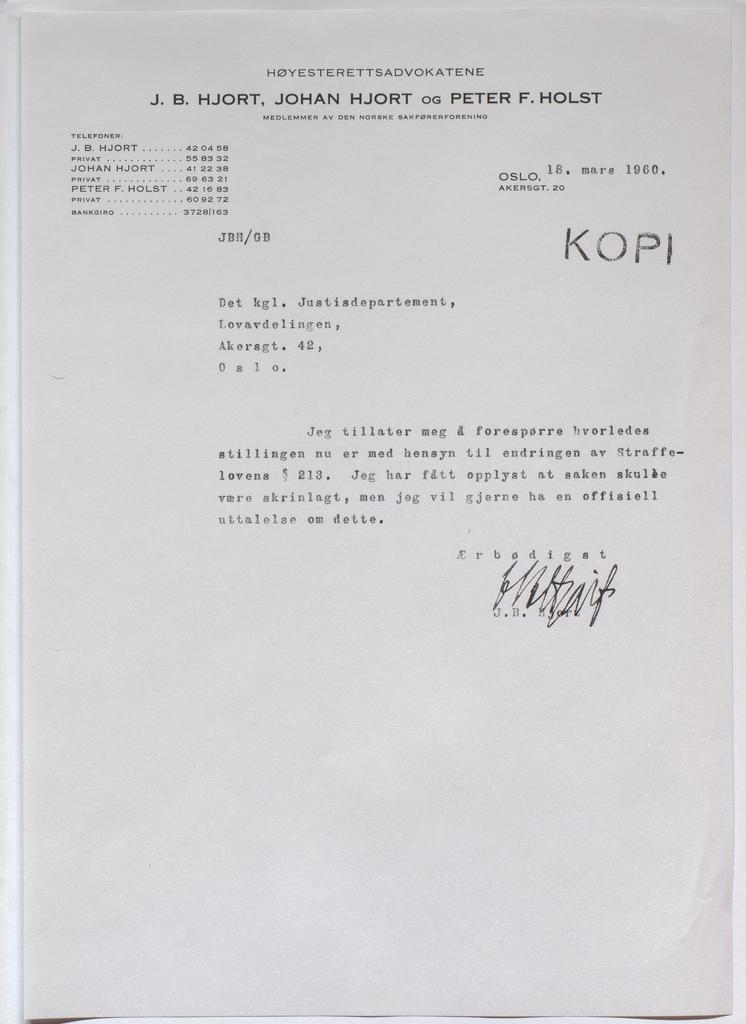 HØYESTERETTSADVOKATENE
J. B. HJORT, JOHAN HJORT OG PETER F. HOLST
MEDLEMMER AV DEN NORSKE SAKFØRERFORENING
TELEFONER:
J. B. HJORT ....... 42 04 58
PRIVAT ............. 55 83 32
JOHAN HJORT .... 41 22 38
PRIVAT ............. 69 63 21
PETER F. HOLST .. 42 16 83
PRIVAT ............. 60 92 72
BANKGIRO .......... 3728/163
OSLO, 18. mars 1960.
AKERSGT. 20
JBH/GB
KOPI
Det kgl. Justisdepartement,
Lovavdelingen,
Akersgt. 42,
O s l o.
Jeg tillater meg å forespørre hvorledes
stillingen nu er med hensyn til endringen av Straffe-
lovens § 213. Jeg har fått opplyst at saken skulle
være skrinlagt, men jeg vil gjerne ha en offisiell
uttalelse om dette.
Æ r b ø d i g s t
J.B. Hjort